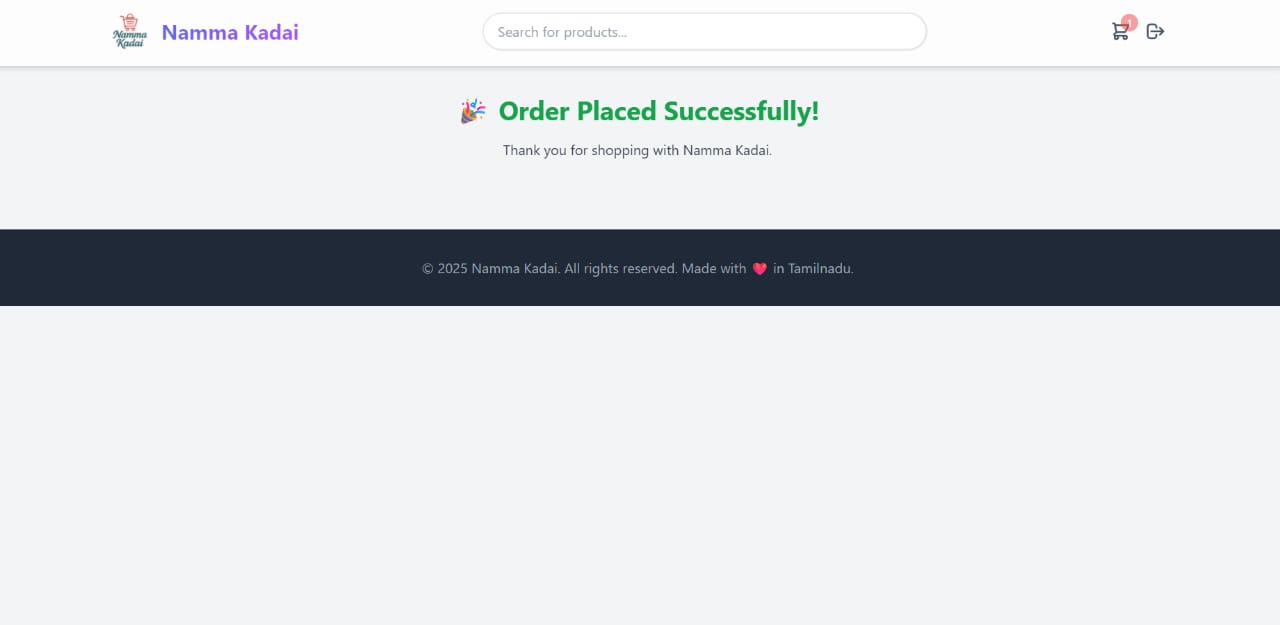 Namma
Kadai
Namma Kadai
Search for products...
1
🎉 Order Placed Successfully!
Thank you for shopping with Namma Kadai.
© 2025 Namma Kadai. All rights reserved. Made with ❤️ in Tamilnadu.